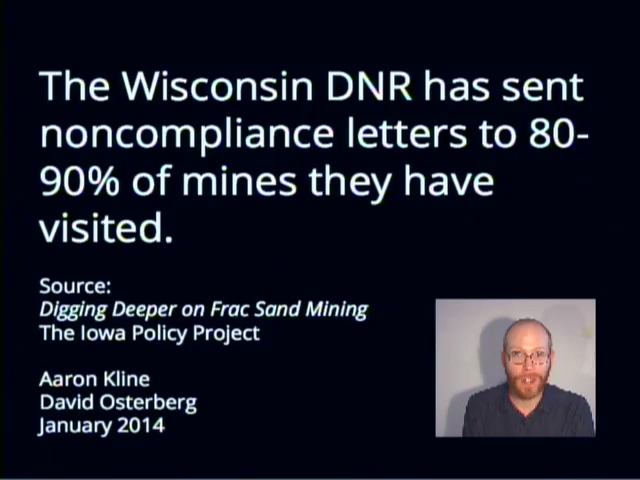 The Wisconsin DNR has sent
noncompliance letters to 80-
90% of mines they have
visited.
Source:
Digging Deeper on Frac Sand Mining
The Iowa Policy Project
Aaron Kline
David Osterberg
January 2014